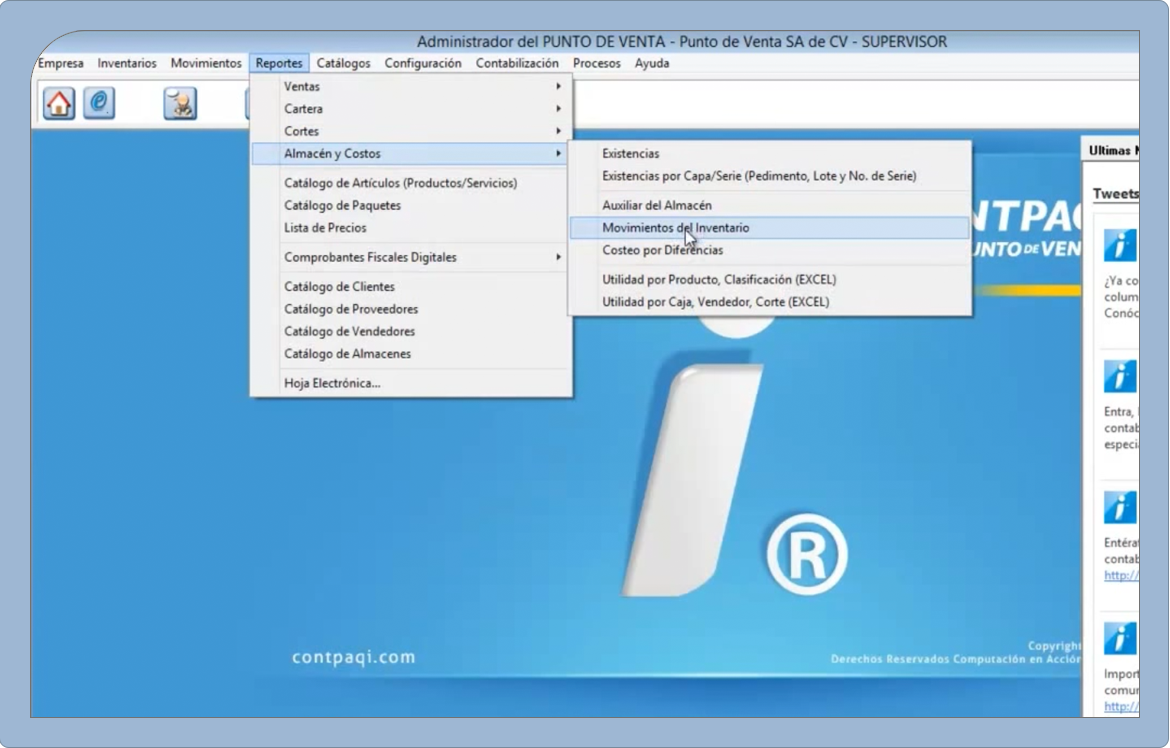 Administrador del PUNTO DE VENTA - Punto de Venta SA de CV - SUPERVISOR
Empresa Inventarios Movimientos Reportes Catálogos Configuración Contabilización Procesos Ayuda
Ventas
Cartera
Cortes
Almacén y Costos
Catálogo de Artículos (Productos/Servicios)
Catálogo de Paquetes
Lista de Precios
Comprobantes Fiscales Digitales
Catálogo de Clientes
Catálogo de Proveedores
Catálogo de Vendedores
Catálogo de Almacenes
Hoja Electrónica...
Existencias
Existencias por Capa/Serie (Pedimento, Lote y No. de Serie)
Auxiliar del Almacén
Movimientos del Inventario
Costeo por Diferencias
Utilidad por Producto, Clasificación (EXCEL)
Utilidad por Caja, Vendedor, Corte (EXCEL)
DE VEN
i®
contpaqi.com
Copyright
Derechos Reservados Computación en Acción
Ultimas
Tweets
¿Ya co
colum
Conóc
Entra,
contab
especi
Entéra
contab
http://
Import
comun
http://